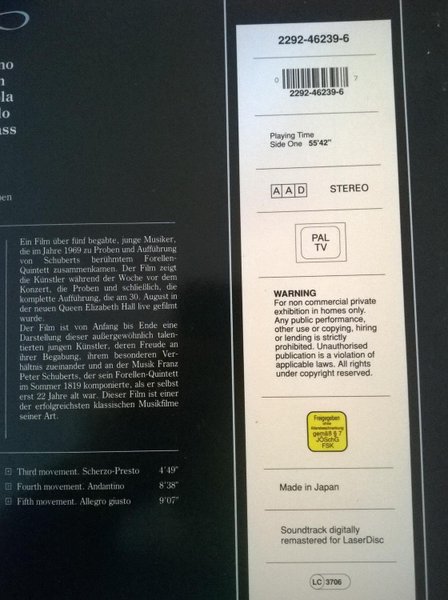 ola
lo
ass
Ein Film über fünf begabte, junge Musiker,
die im Jahre 1969 zu Proben und Aufführung
von Schuberts berühmtem Forellen-
Quintett zusammenkamen. Der Film zeigt
die Künstler während der Woche vor dem
Konzert, die Proben und schließlich, die
komplette Aufführung, die am 30. August in
der neuen Queen Elizabeth Hall live gefilmt
wurde.
Der Film ist von Anfang bis Ende eine
Darstellung dieser außergewöhnlich talen-
tierten jungen Künstler, deren Freude an
ihrer Begabung, ihrem besonderen Ver-
hältnis zueinander und an der Musik Franz
Peter Schuberts, der sein Forellen-Quintett
im Sommer 1819 komponierte, als er selbst
erst 22 Jahre alt war. Dieser Film ist einer
der erfolgreichsten klassischen Musikfilme
seiner Art.
Third movement. Scherzo-Presto 4'49"
Fourth movement. Andantino 8'38"
Fifth movement. Allegro giusto 9'07"
2292-46239-6
0 7
2292-46239-6
Playing Time
Side One 55'42"
AAD STEREO
PAL
TV
WARNING
For non commercial private
exhibition in homes only.
Any public performance,
other use or copying, hiring
or lending is strictly
prohibited. Unauthorised
publication is a violation of
applicable laws. All rights
under copyright reserved.
Freigegeben
ohne
Altersbeschränkung
gemäß § 7
JÖSchG
FSK
Made in Japan
Soundtrack digitally
remastered for LaserDisc
LC 3706